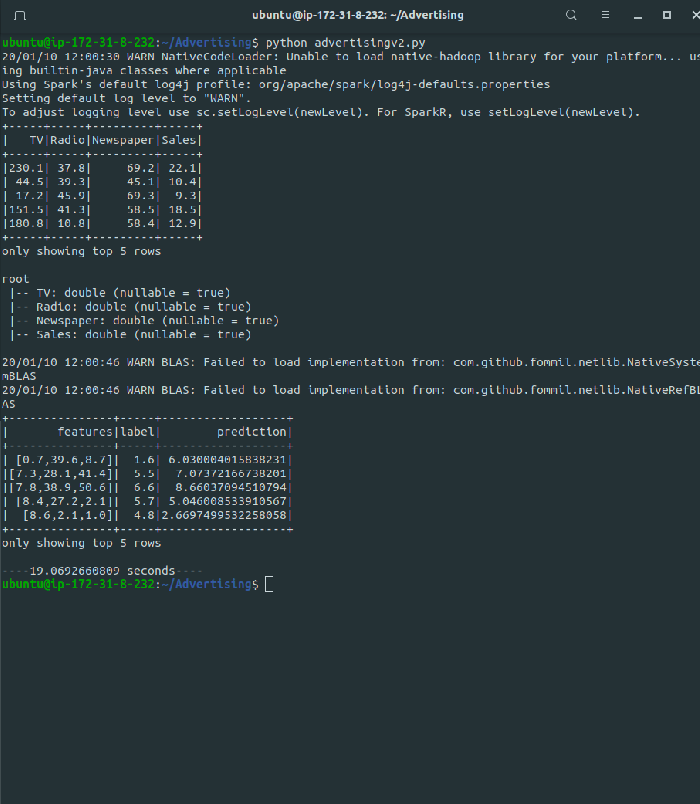 ubuntu@ip-172-31-8-232: ~/Advertising
ubuntu@ip-172-31-8-232:~/Advertising$ python advertisingv2.py
20/01/10 12:00:30 WARN NativeCodeLoader: Unable to load native-hadoop library for your platform... us
ing builtin-java classes where applicable
Using Spark's default log4j profile: org/apache/spark/log4j-defaults.properties
Setting default log level to "WARN".
To adjust logging level use sc.setLogLevel(newLevel). For SparkR, use setLogLevel(newLevel).
+-----+-----+---------+-----+
|   TV|Radio|Newspaper|Sales|
+-----+-----+---------+-----+
|230.1| 37.8|     69.2| 22.1|
| 44.5| 39.3|     45.1| 10.4|
| 17.2| 45.9|     69.3|  9.3|
|151.5| 41.3|     58.5| 18.5|
|180.8| 10.8|     58.4| 12.9|
+-----+-----+---------+-----+
only showing top 5 rows
root
 |-- TV: double (nullable = true)
 |-- Radio: double (nullable = true)
 |-- Newspaper: double (nullable = true)
 |-- Sales: double (nullable = true)
20/01/10 12:00:46 WARN BLAS: Failed to load implementation from: com.github.fommil.netlib.NativeSyste
mBLAS
20/01/10 12:00:46 WARN BLAS: Failed to load implementation from: com.github.fommil.netlib.NativeRefBL
AS
+---------------+-----+------------------+
|       features|label|        prediction|
+---------------+-----+------------------+
| [0.7,39.6,8.7]|  1.6| 6.030004015838231|
|[7.3,28.1,41.4]|  5.5|  7.07372166738201|
|[7.8,38.9,50.6]|  6.6|  8.66037094510794|
| [8.4,27.2,2.1]|  5.7| 5.046008533910567|
|  [8.6,2.1,1.0]|  4.8|2.6697499532258058|
+---------------+-----+------------------+
only showing top 5 rows
----19.0692660809 seconds----
ubuntu@ip-172-31-8-232:~/Advertising$